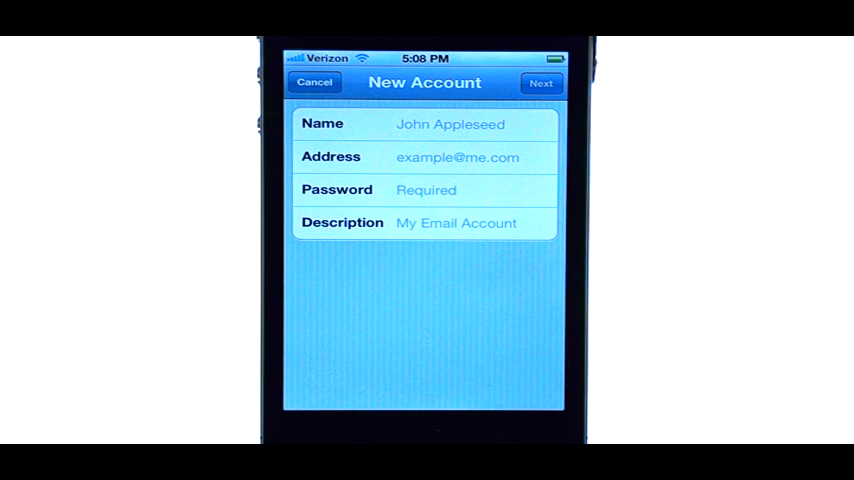 Verizon 5:08 PM
Cancel New Account Next
Name John Appleseed
Address example@me.com
Password Required
Description My Email Account